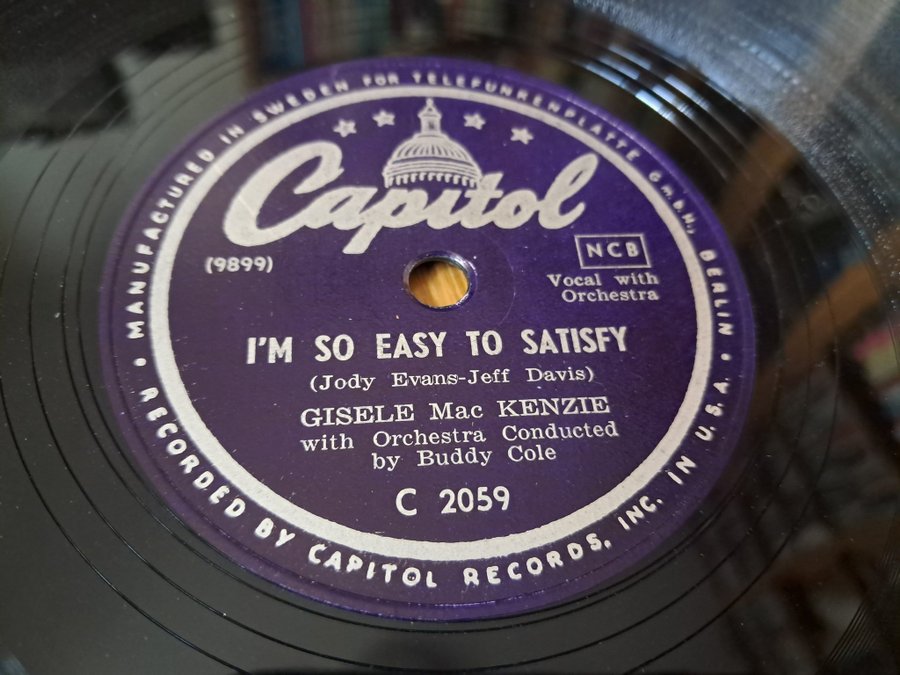 MANUFACTURED IN SWEDEN FOR TELEFUNKENPLATTE G.m.b.H., BERLIN
Capitol
(9899)
NCB
Vocal with
Orchestra
I'M SO EASY TO SATISFY
(Jody Evans-Jeff Davis)
GISELE Mac KENZIE
with Orchestra Conducted
by Buddy Cole
C 2059
RECORDED BY CAPITOL RECORDS, INC. IN U.S.A.